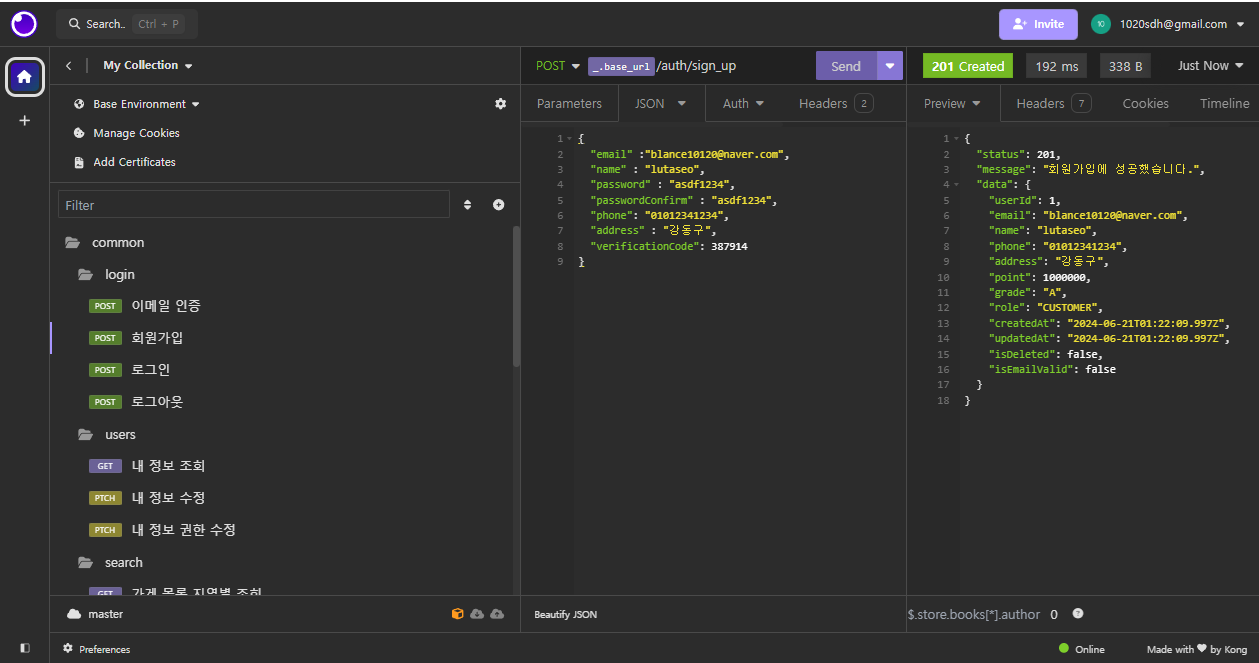 Search.. Ctrl + P
Invite
10 1020sdh@gmail.com
My Collection
Base Environment
Manage Cookies
Add Certificates
Filter
common
login
POST 이메일 인증
POST 회원가입
POST 로그인
POST 로그아웃
users
GET 내 정보 조회
PTCH 내 정보 수정
PTCH 내 정보 권한 수정
search
GET 가게 목록 지역별 조회
master
Preferences
POST _.base_url /auth/sign_up Send
Parameters JSON Auth Headers 2
1 {
2 "email" :"blance10120@naver.com",
3 "name" : "lutaseo",
4 "password" : "asdf1234",
5 "passwordConfirm" : "asdf1234",
6 "phone": "01012341234",
7 "address" : "강동구",
8 "verificationCode": 387914
9 }
Beautify JSON
201 Created 192 ms 338 B Just Now
Preview Headers 7 Cookies Timeline
1 {
2 "status": 201,
3 "message": "회원가입에 성공했습니다.",
4 "data": {
5 "userId": 1,
6 "email": "blance10120@naver.com",
7 "name": "lutaseo",
8 "phone": "01012341234",
9 "address": "강동구",
10 "point": 1000000,
11 "grade": "A",
12 "role": "CUSTOMER",
13 "createdAt": "2024-06-21T01:22:09.997Z",
14 "updatedAt": "2024-06-21T01:22:09.997Z",
15 "isDeleted": false,
16 "isEmailValid": false
17 }
18 }
$.store.books[*].author 0
Online Made with ♥ by Kong